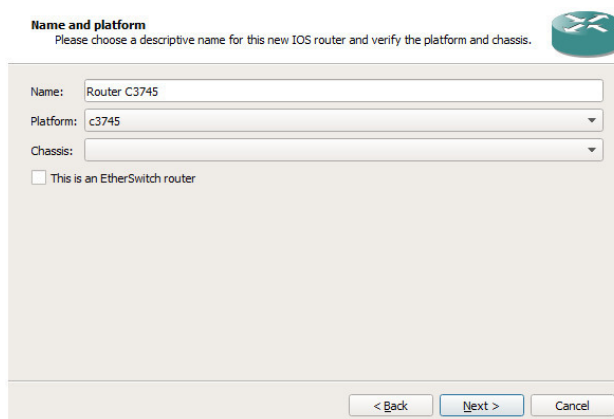 Name and platform
Please choose a descriptive name for this new IOS router and verify the platform and chassis.
Name: Router C3745
Platform: c3745
Chassis:
This is an EtherSwitch router
< Back Next > Cancel